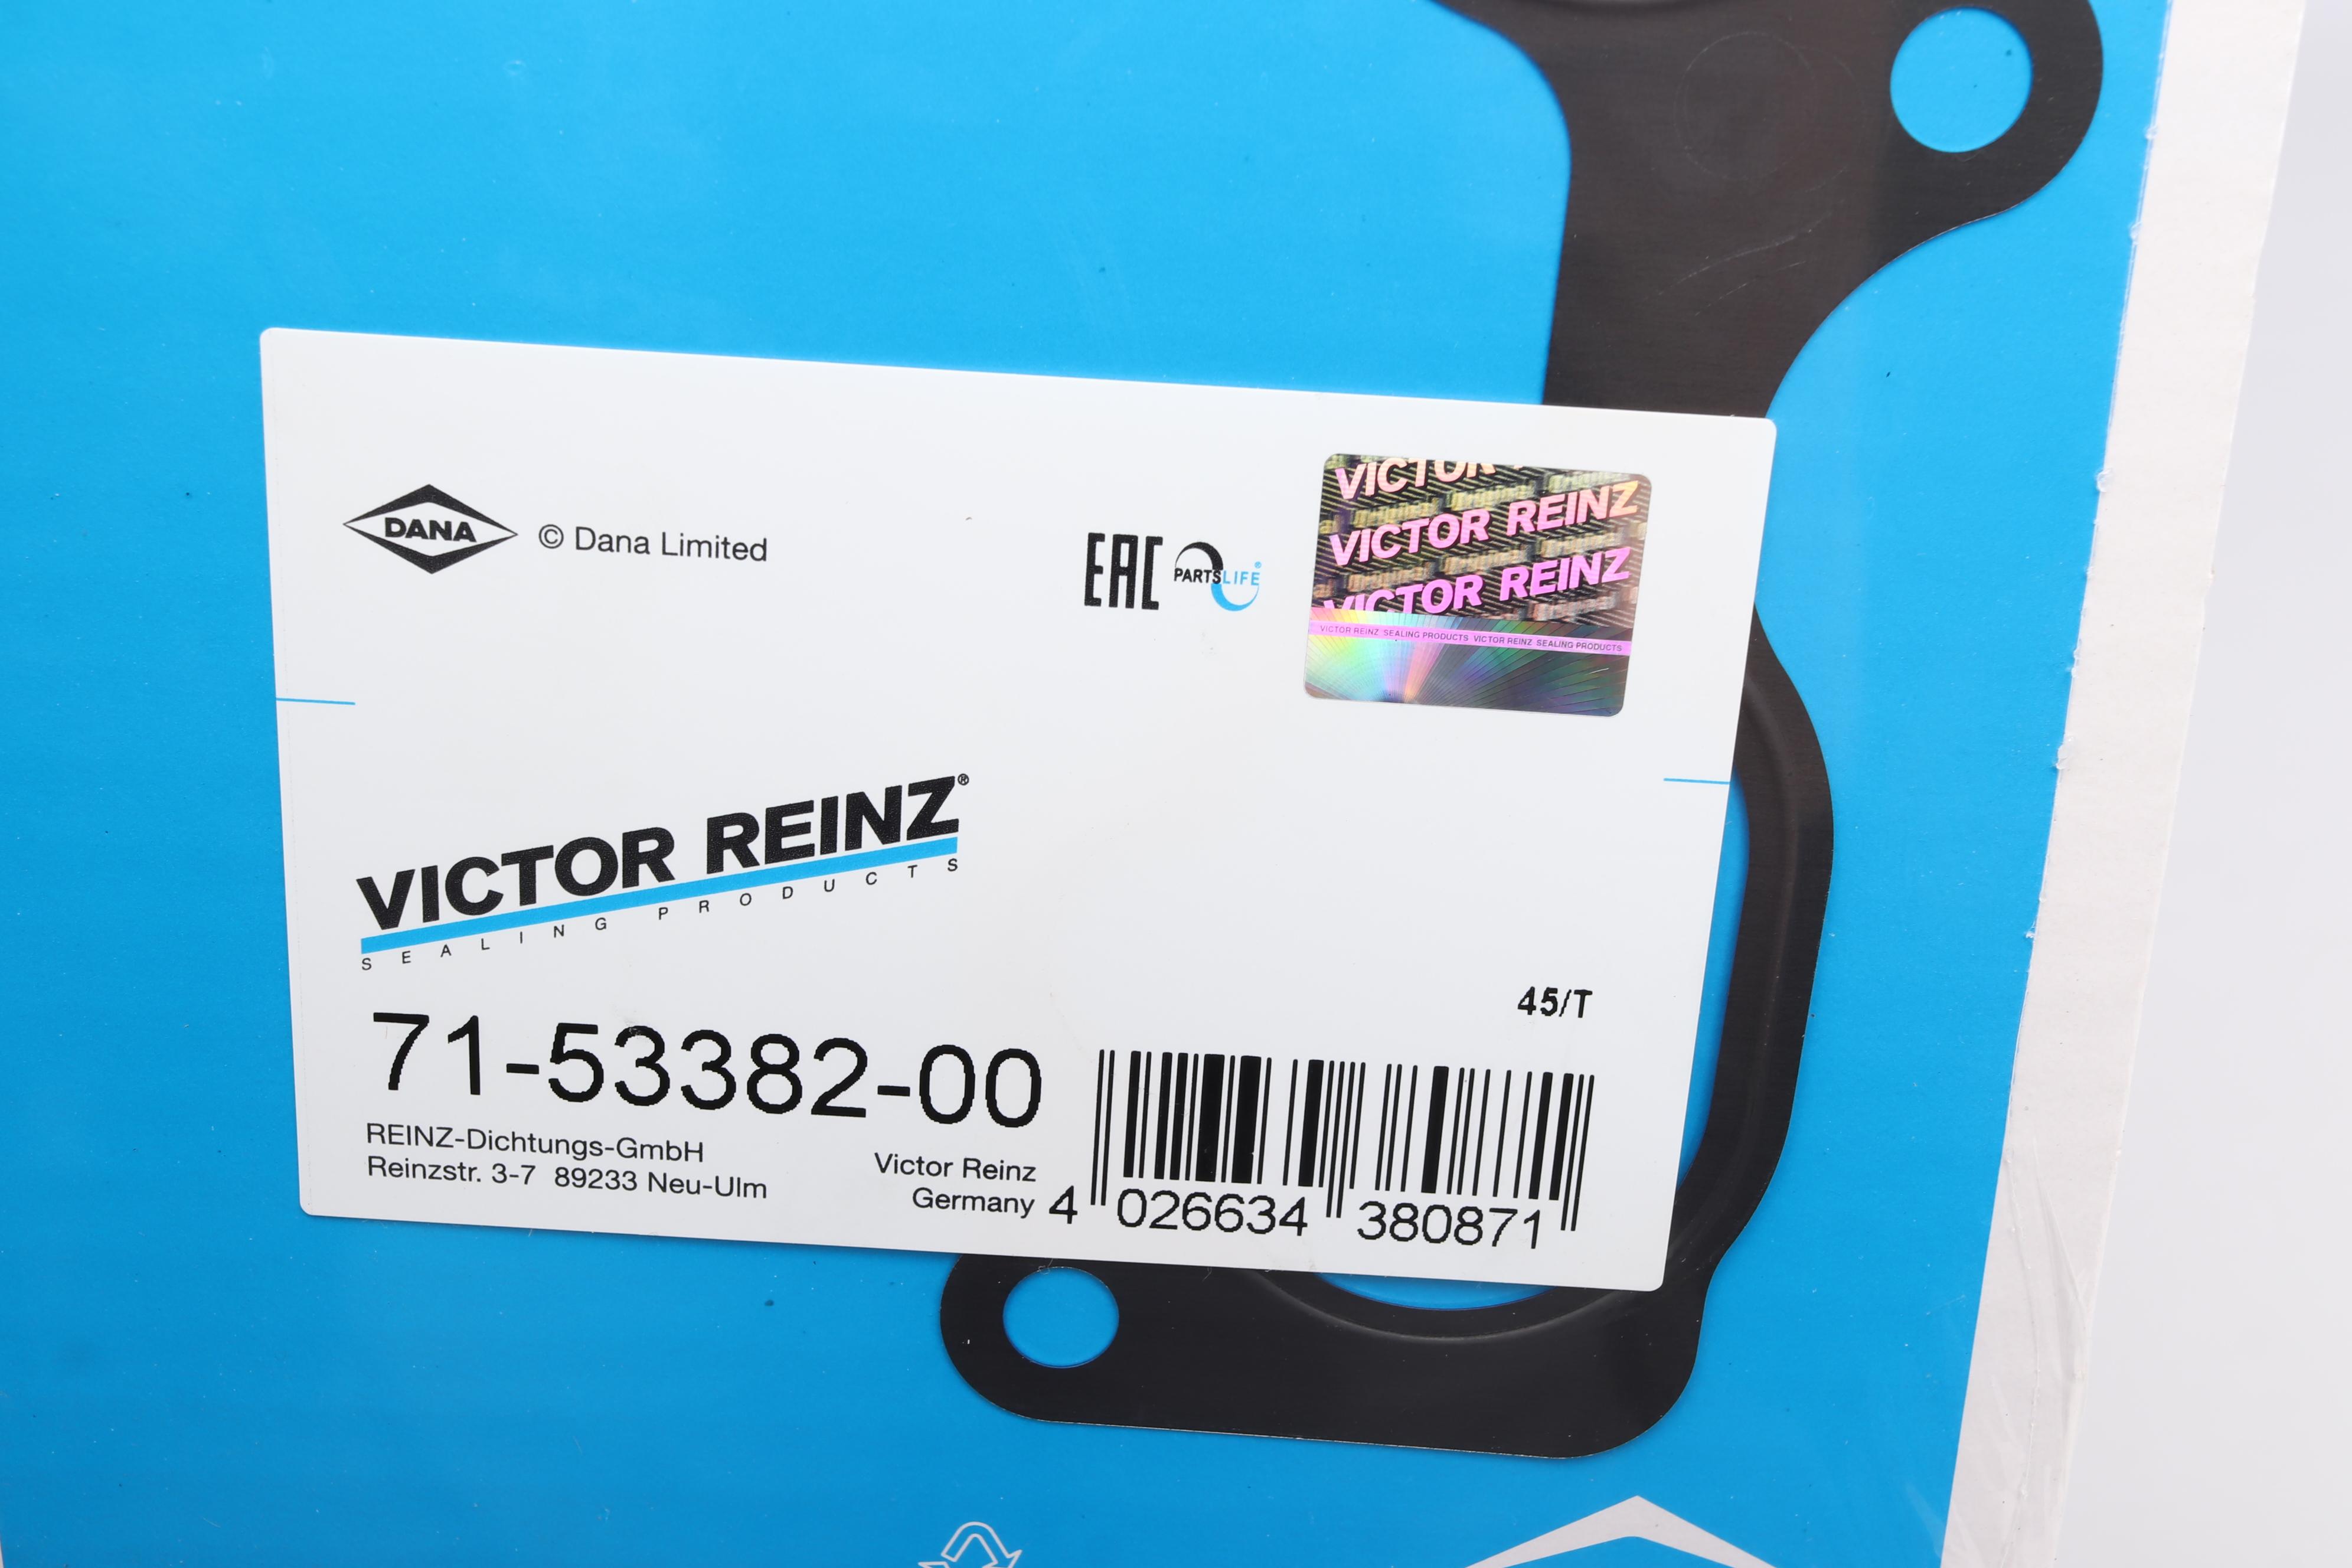 DANA
© Dana Limited
EAC
PARTSLIFE®
VICTOR
VICTOR REINZ
VICTOR REINZ
VICTOR REINZ SEALING PRODUCTS VICTOR REINZ SEALING PRODUCTS
VICTOR REINZ®
SEALING PRODUCTS
45/T
71-53382-00
REINZ-Dichtungs-GmbH
Reinzstr. 3-7 89233 Neu-Ulm
Victor Reinz
Germany
4 026634 380871